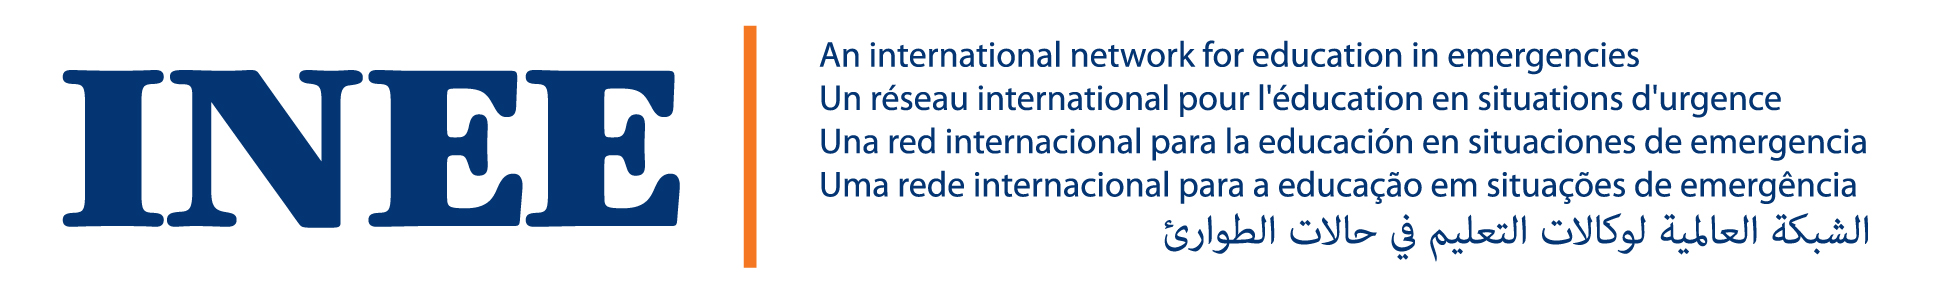 INEE
An international network for education in emergencies
Un réseau international pour l'éducation en situations d'urgence
Una red internacional para la educación en situaciones de emergencia
Uma rede internacional para a educação em situações de emergência
الشبكة العالمية لوكالات التعليم في حالات الطوارئ